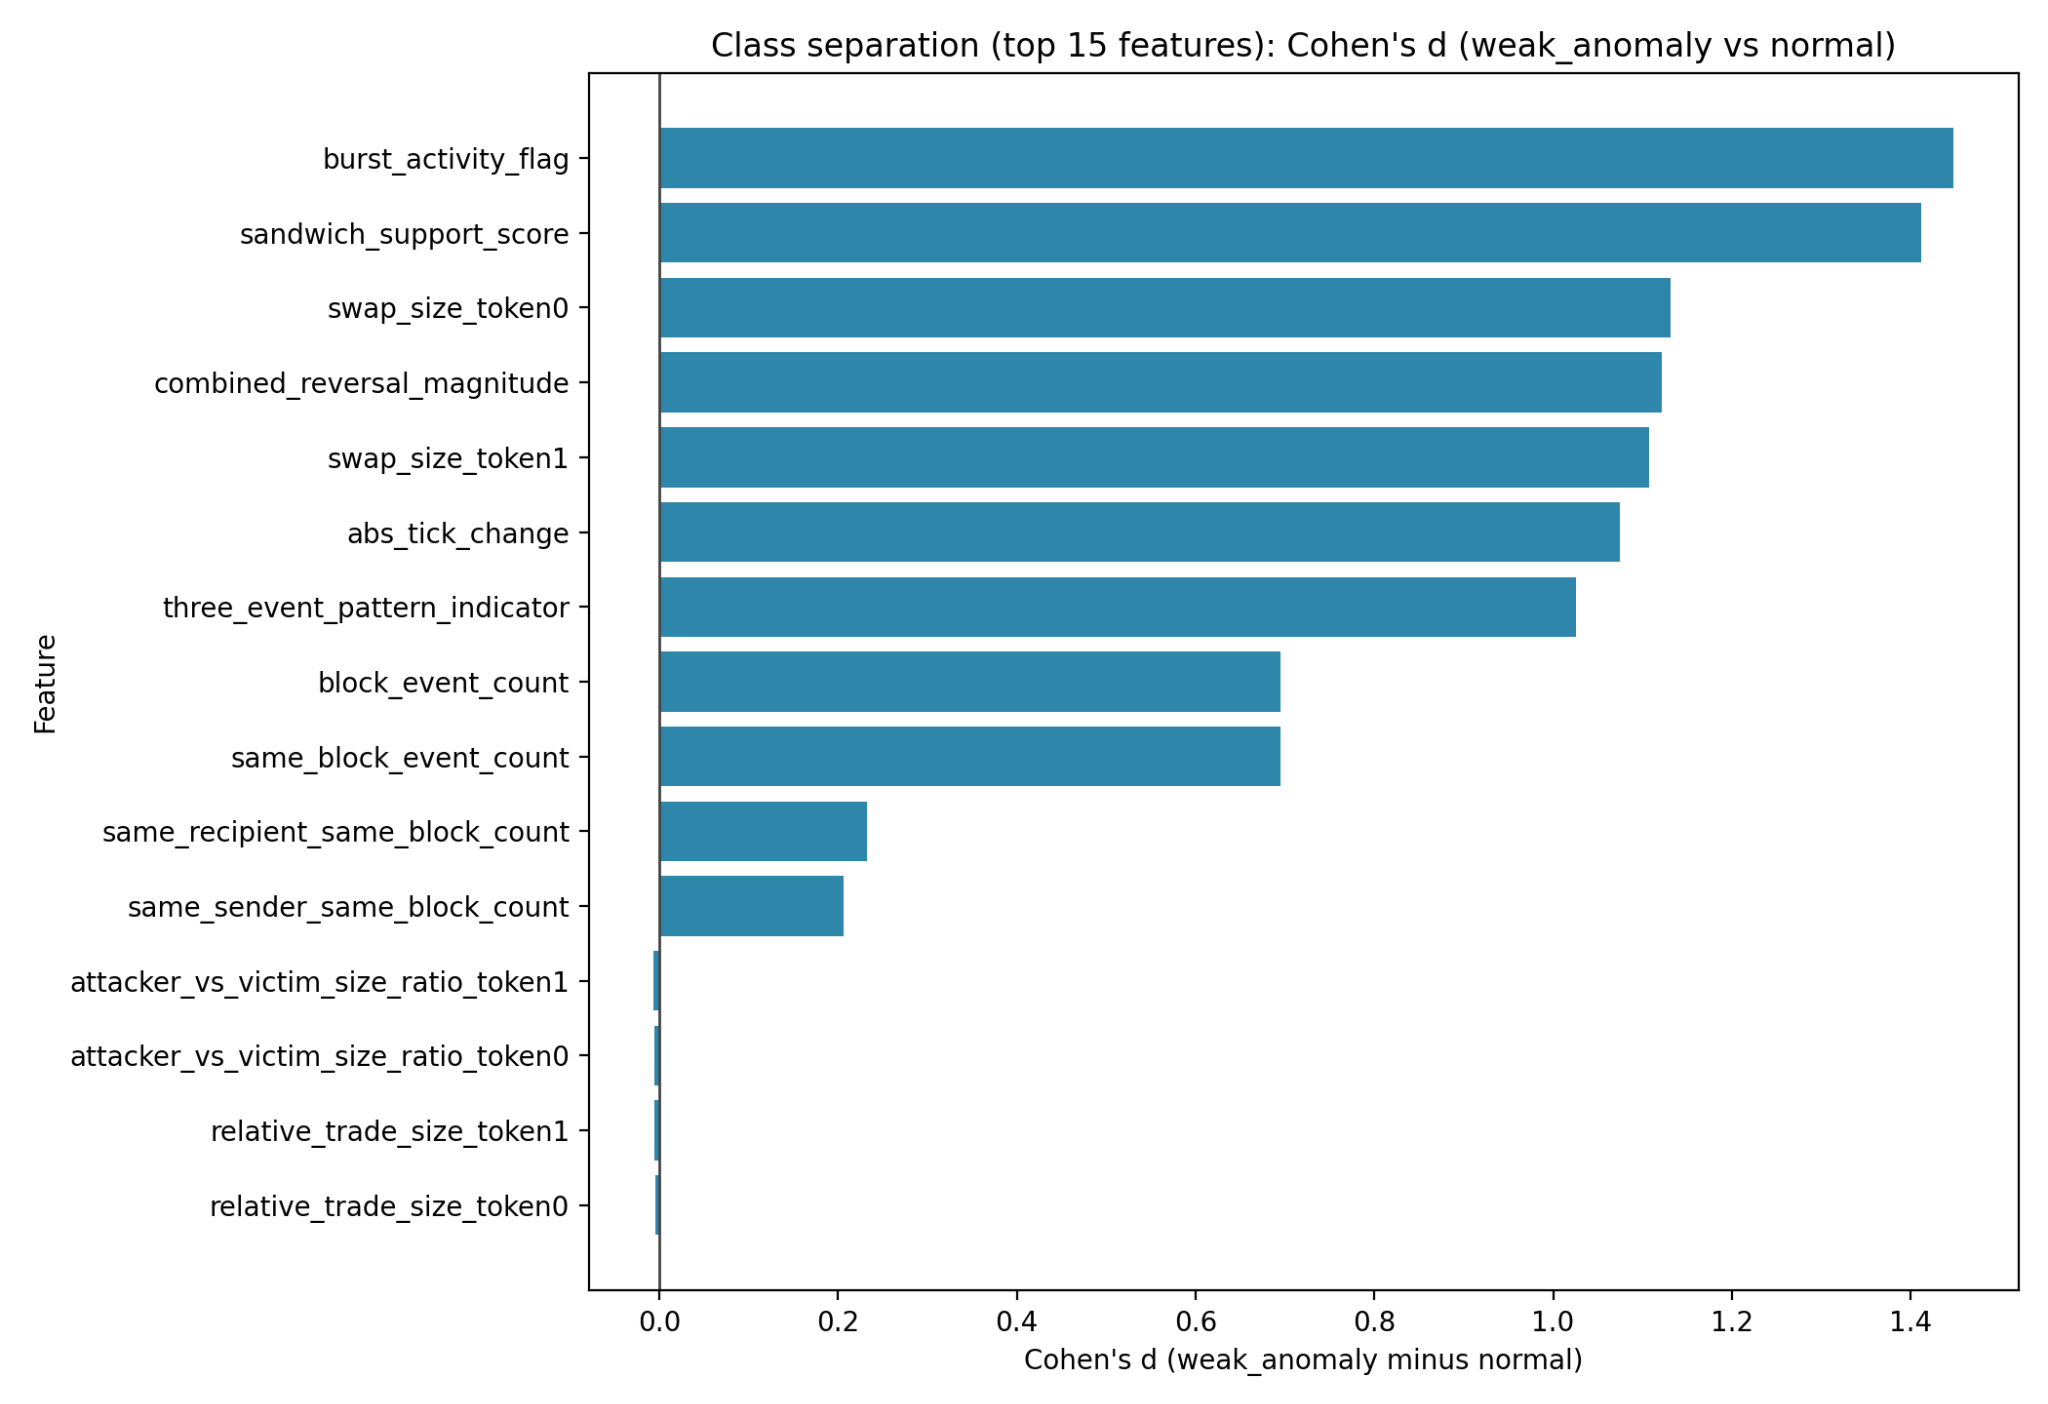 Class separation (top 15 features): Cohen's d (weak_anomaly vs normal)
burst_activity_flag
sandwich_support_score
swap_size_token0
combined_reversal_magnitude
swap_size_token1
abs_tick_change
three_event_pattern_indicator
block_event_count
same_block_event_count
same_recipient_same_block_count
same_sender_same_block_count
attacker_vs_victim_size_ratio_token1
attacker_vs_victim_size_ratio_token0
relative_trade_size_token1
relative_trade_size_token0
Feature
0.0 0.2 0.4 0.6 0.8 1.0 1.2 1.4
Cohen's d (weak_anomaly minus normal)